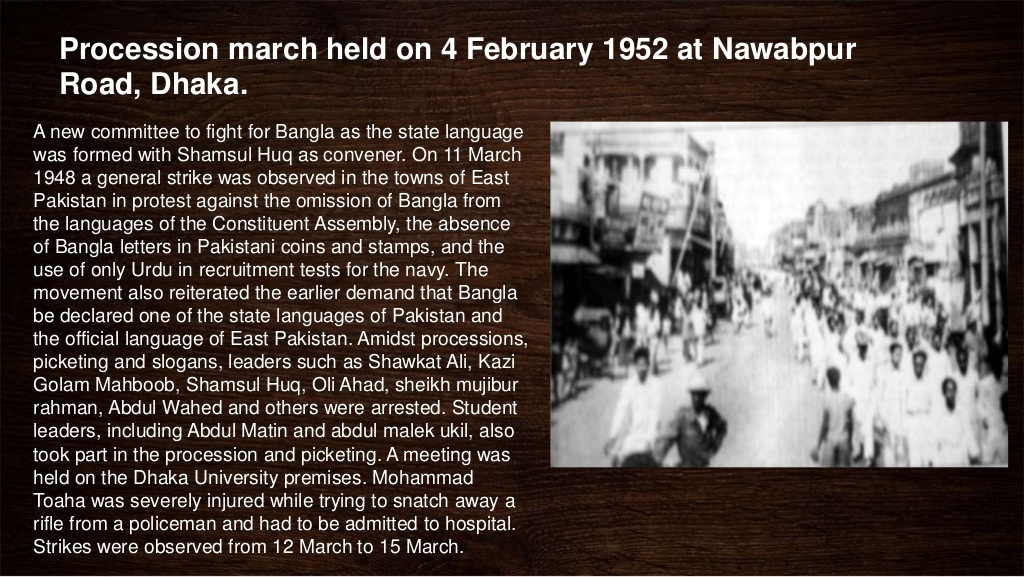 Procession march held on 4 February 1952 at Nawabpur
Road, Dhaka.
A new committee to fight for Bangla as the state language
was formed with Shamsul Huq as convener. On 11 March
1948 a general strike was observed in the towns of East
Pakistan in protest against the omission of Bangla from
the languages of the Constituent Assembly, the absence
of Bangla letters in Pakistani coins and stamps, and the
use of only Urdu in recruitment tests for the navy. The
movement also reiterated the earlier demand that Bangla
be declared one of the state languages of Pakistan and
the official language of East Pakistan. Amidst processions,
picketing and slogans, leaders such as Shawkat Ali, Kazi
Golam Mahboob, Shamsul Huq, Oli Ahad, sheikh mujibur
rahman, Abdul Wahed and others were arrested. Student
leaders, including Abdul Matin and abdul malek ukil, also
took part in the procession and picketing. A meeting was
held on the Dhaka University premises. Mohammad
Toaha was severely injured while trying to snatch away a
rifle from a policeman and had to be admitted to hospital.
Strikes were observed from 12 March to 15 March.